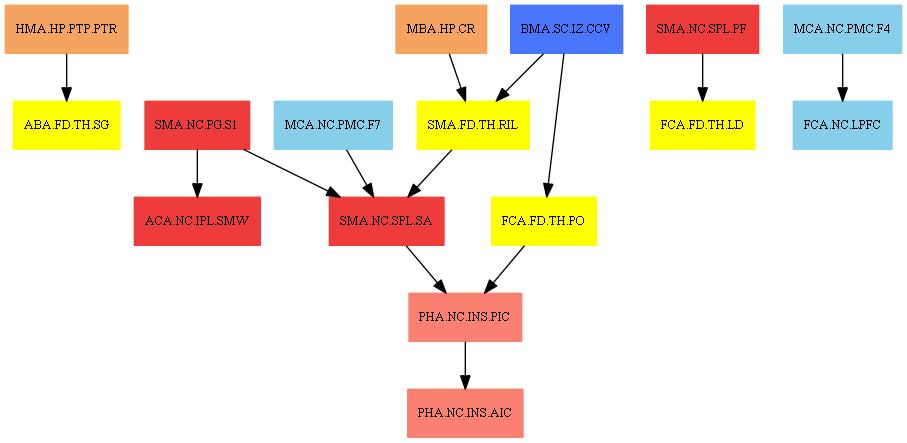 HMA.HP.PTP.PTR
MBA.HP.CR
BMA.SC.IZ.CCV
SMA.NC.SPL.PF
MCA.NC.PMC.F4
ABA.FD.TH.SG
SMA.NC.PG.S1
MCA.NC.PMC.F7
SMA.FD.TH.RIL
FCA.FD.TH.LD
FCA.NC.LPFC
ACA.NC.IPL.SMW
SMA.NC.SPL.SA
FCA.FD.TH.PO
PHA.NC.INS.PIC
PHA.NC.INS.AIC